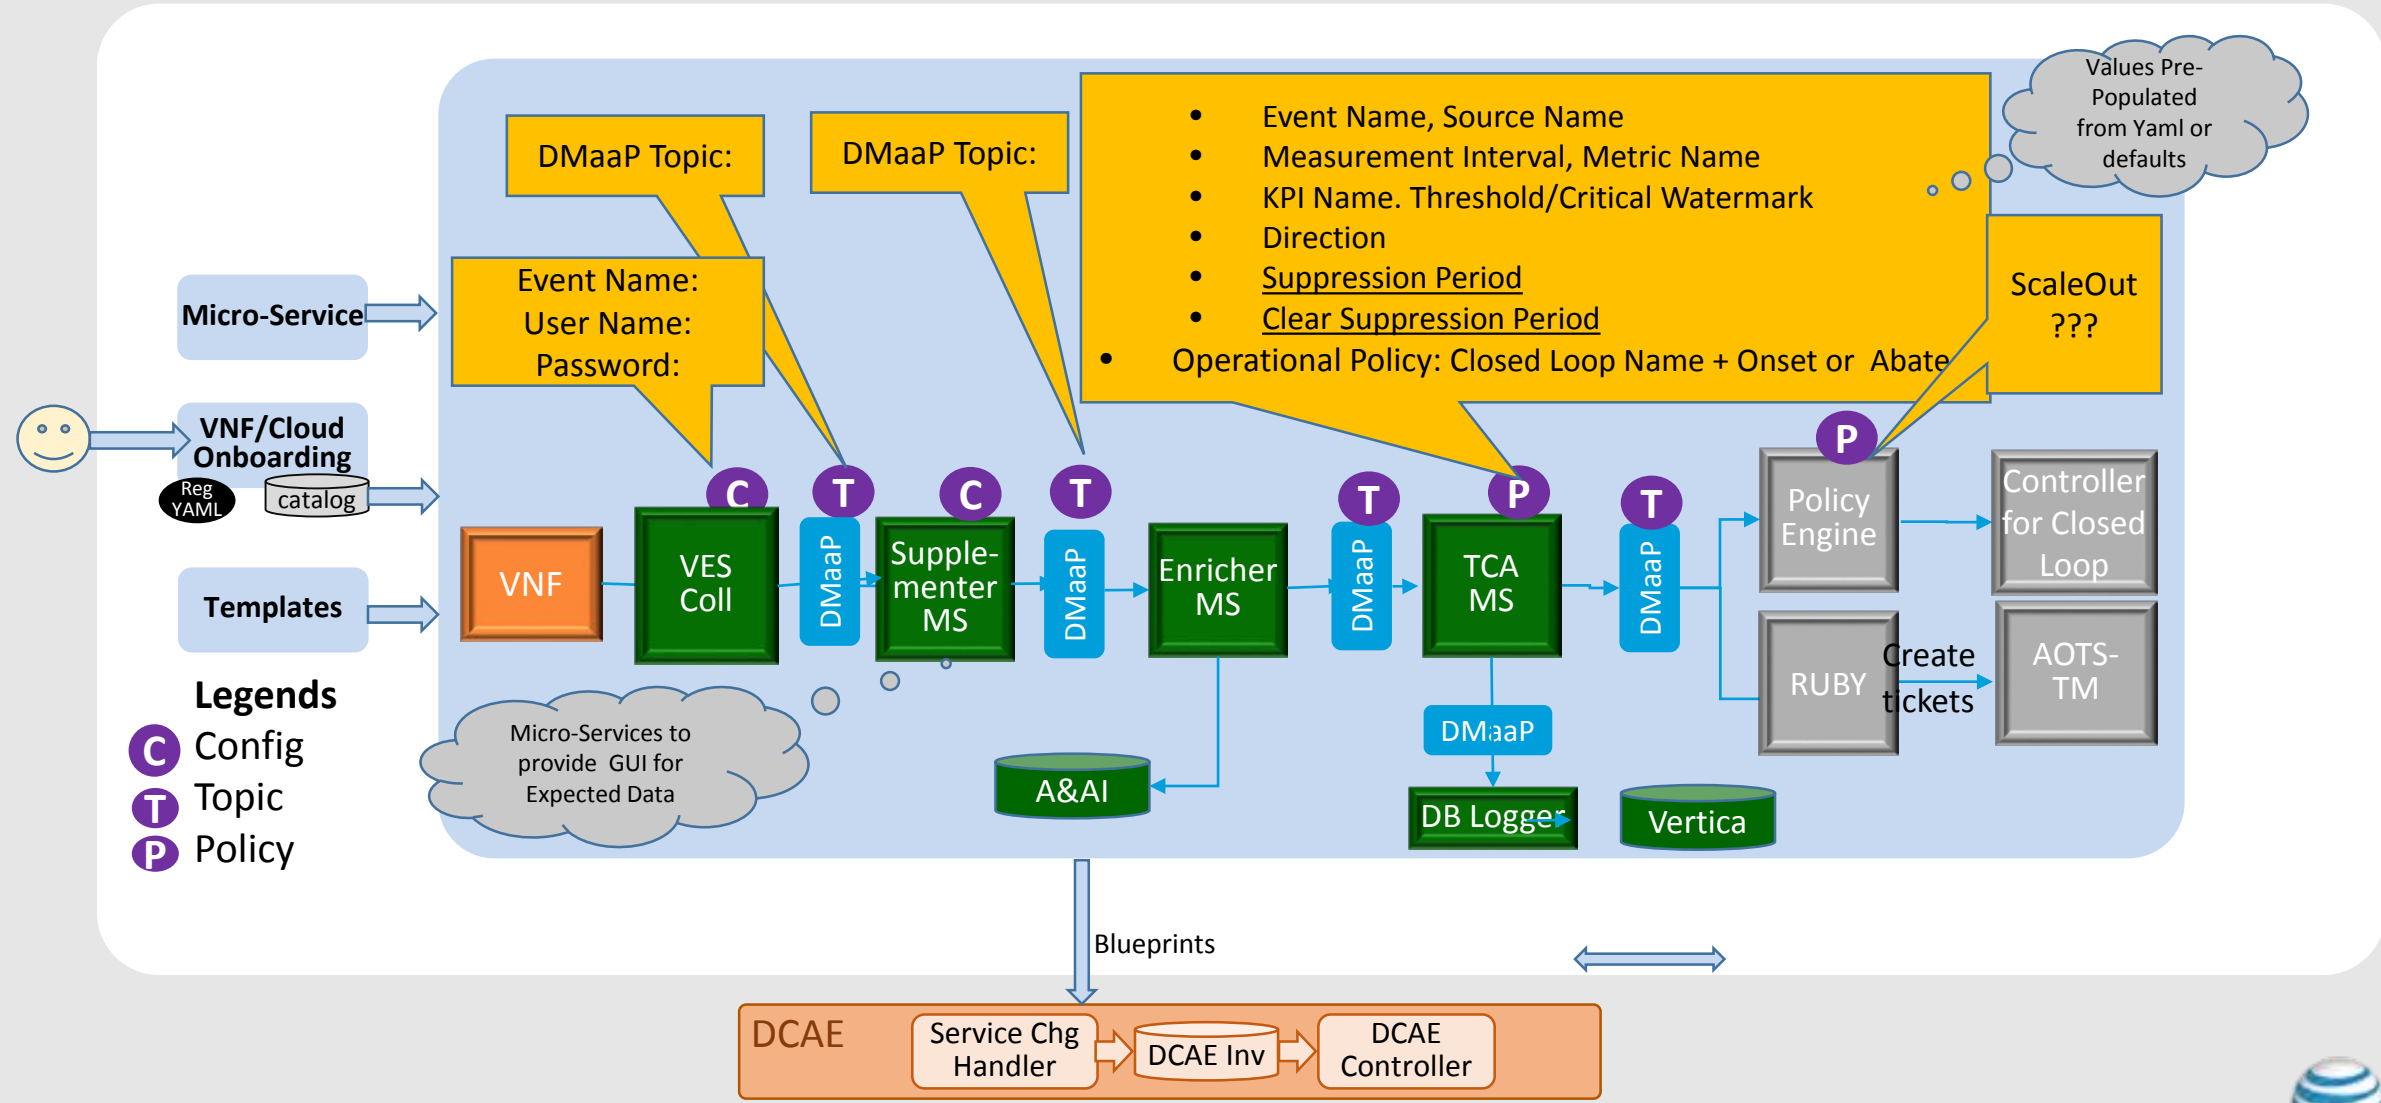 Values Pre-
Populated
from Yaml or
defaults
DMaaP Topic:
DMaaP Topic:
• Event Name, Source Name
• Measurement Interval, Metric Name
• KPI Name. Threshold/Critical Watermark
• Direction
• Suppression Period
• Clear Suppression Period
• Operational Policy: Closed Loop Name + Onset or Abate
Event Name:
User Name:
Password:
ScaleOut
???
Micro-Service
VNF/Cloud
Onboarding
Reg
YAML
catalog
Templates
C
T
C
T
T
P
T
P
VNF
VES
Coll
DMaaP
Supple-
menter
MS
DMaaP
Enricher
MS
DMaaP
TCA
MS
DMaaP
Policy
Engine
Controller
for Closed
Loop
RUBY
Create
tickets
AOTS-
TM
Micro-Services to
provide GUI for
Expected Data
A&AI
DMaaP
DB Logger
Vertica
Legends
C Config
T Topic
P Policy
Blueprints
DCAE
Service Chg
Handler
DCAE Inv
DCAE
Controller